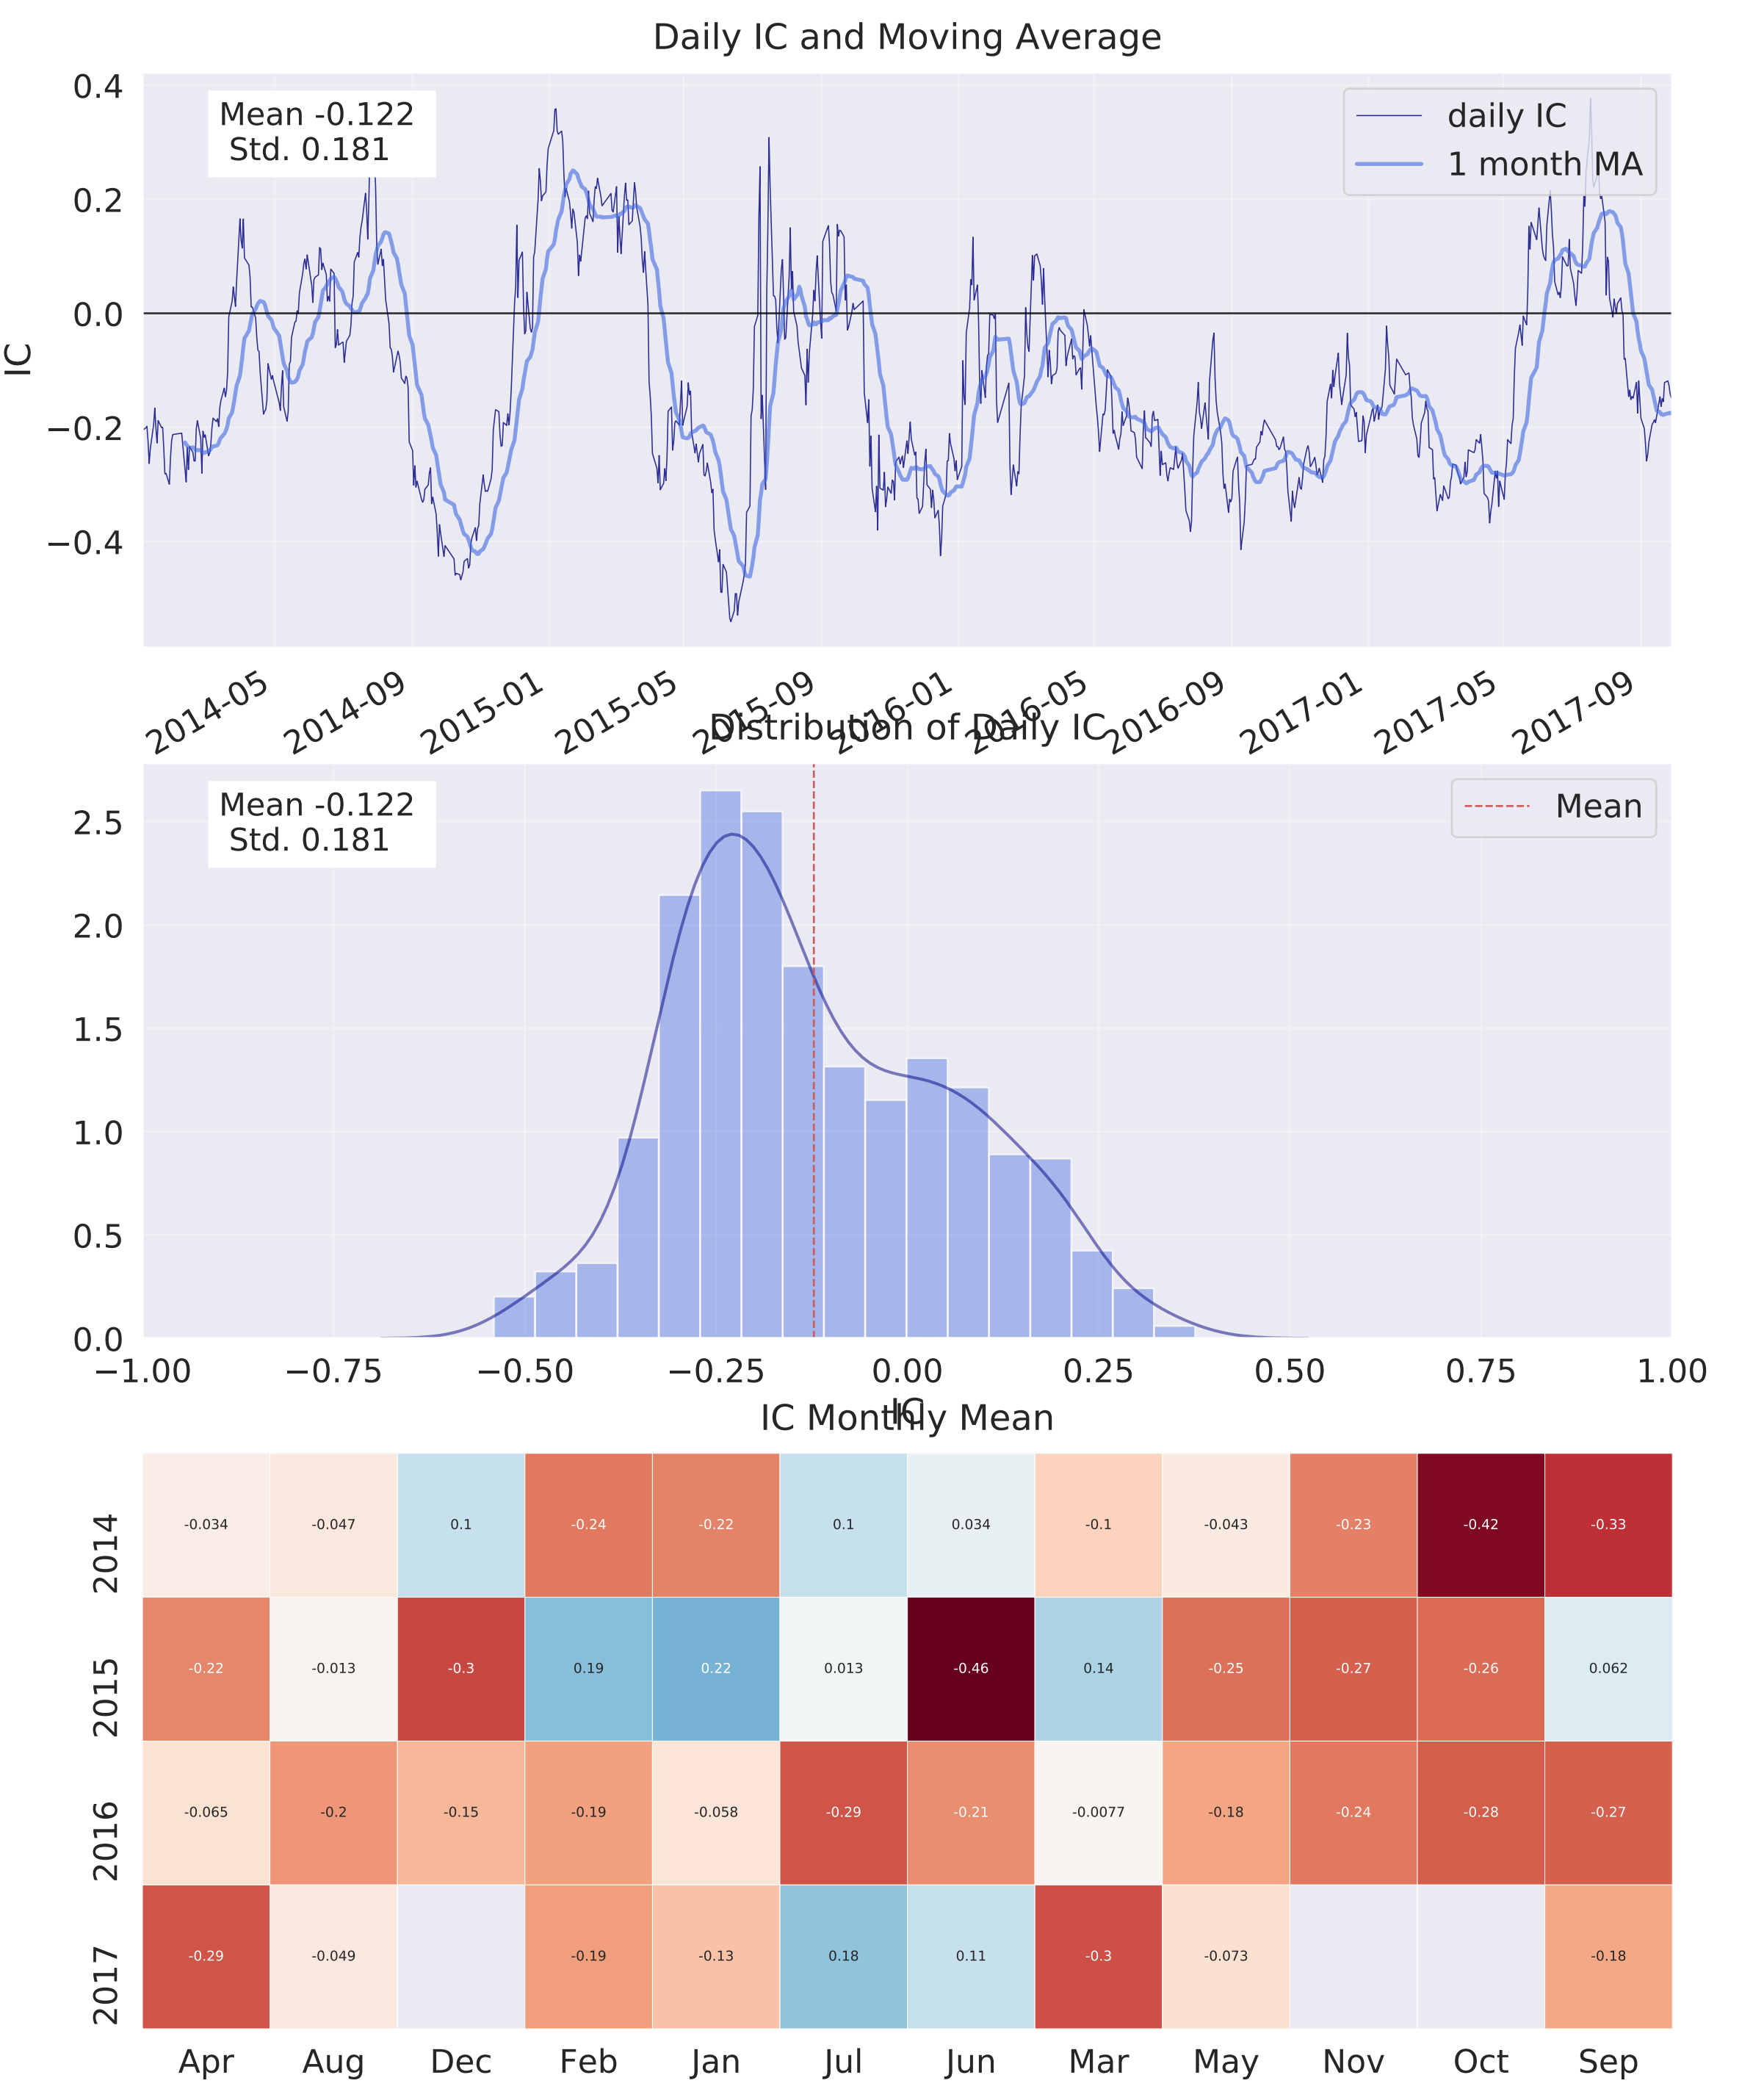 Daily IC and Moving Average
0.4
0.2
0.0
−0.2
−0.4
IC
Mean -0.122
Std. 0.181
daily IC
1 month MA
2014-05
2014-09
2015-01
2015-05
2015-09
2016-01
2016-05
2016-09
2017-01
2017-05
2017-09
Distribution of Daily IC
2.5
2.0
1.5
1.0
0.5
0.0
Mean -0.122
Std. 0.181
Mean
−1.00 −0.75 −0.50 −0.25 0.00 0.25 0.50 0.75 1.00
IC
IC Monthly Mean
2014 -0.034 -0.047 0.1 -0.24 -0.22 0.1 0.034 -0.1 -0.043 -0.23 -0.42 -0.33
2015 -0.22 -0.013 -0.3 0.19 0.22 0.013 -0.46 0.14 -0.25 -0.27 -0.26 0.062
2016 -0.065 -0.2 -0.15 -0.19 -0.058 -0.29 -0.21 -0.0077 -0.18 -0.24 -0.28 -0.27
2017 -0.29 -0.049 -0.19 -0.13 0.18 0.11 -0.3 -0.073 -0.18
Apr Aug Dec Feb Jan Jul Jun Mar May Nov Oct Sep